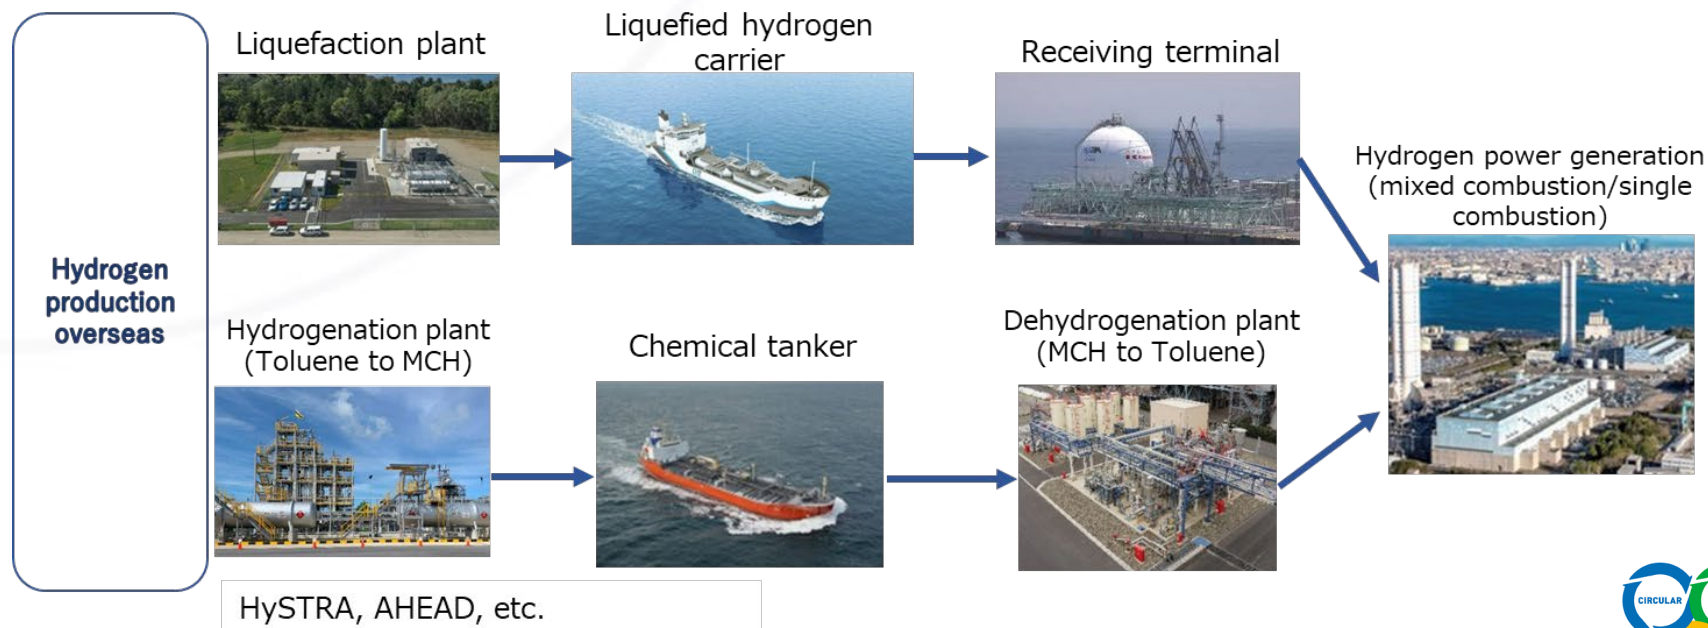 Hydrogen
production
overseas
Liquefaction plant
Liquefied hydrogen
carrier
Receiving terminal
Hydrogen power generation
(mixed combustion/single
combustion)
Hydrogenation plant
(Toluene to MCH)
Chemical tanker
Dehydrogenation plant
(MCH to Toluene)
HySTRA, AHEAD, etc.
CIRCULAR